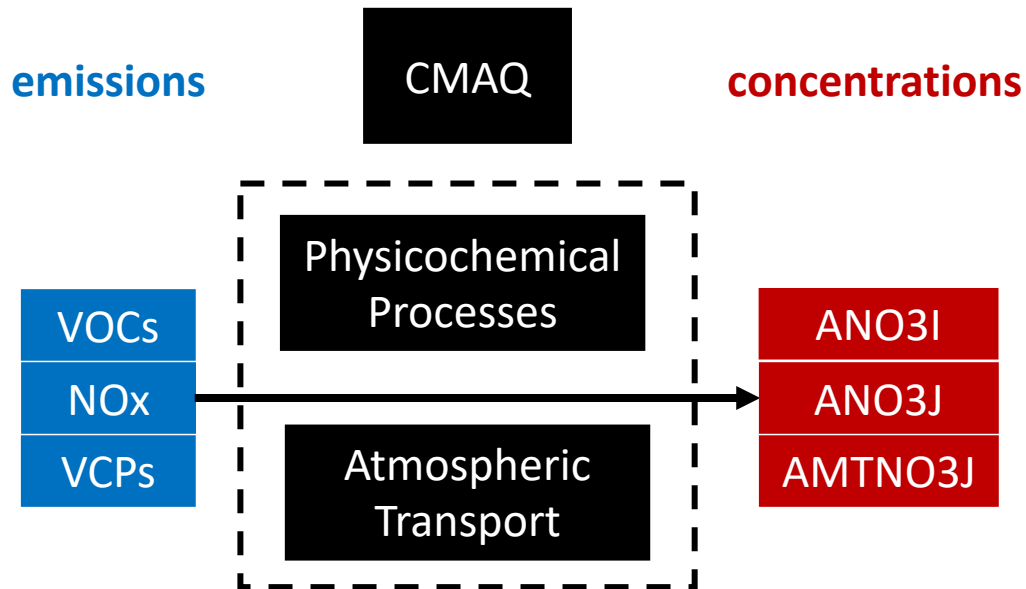 emissions
CMAQ
concentrations
Physicochemical
Processes
VOCs
NOx
VCPs
Atmospheric
Transport
ANO3I
ANO3J
AMTNO3J